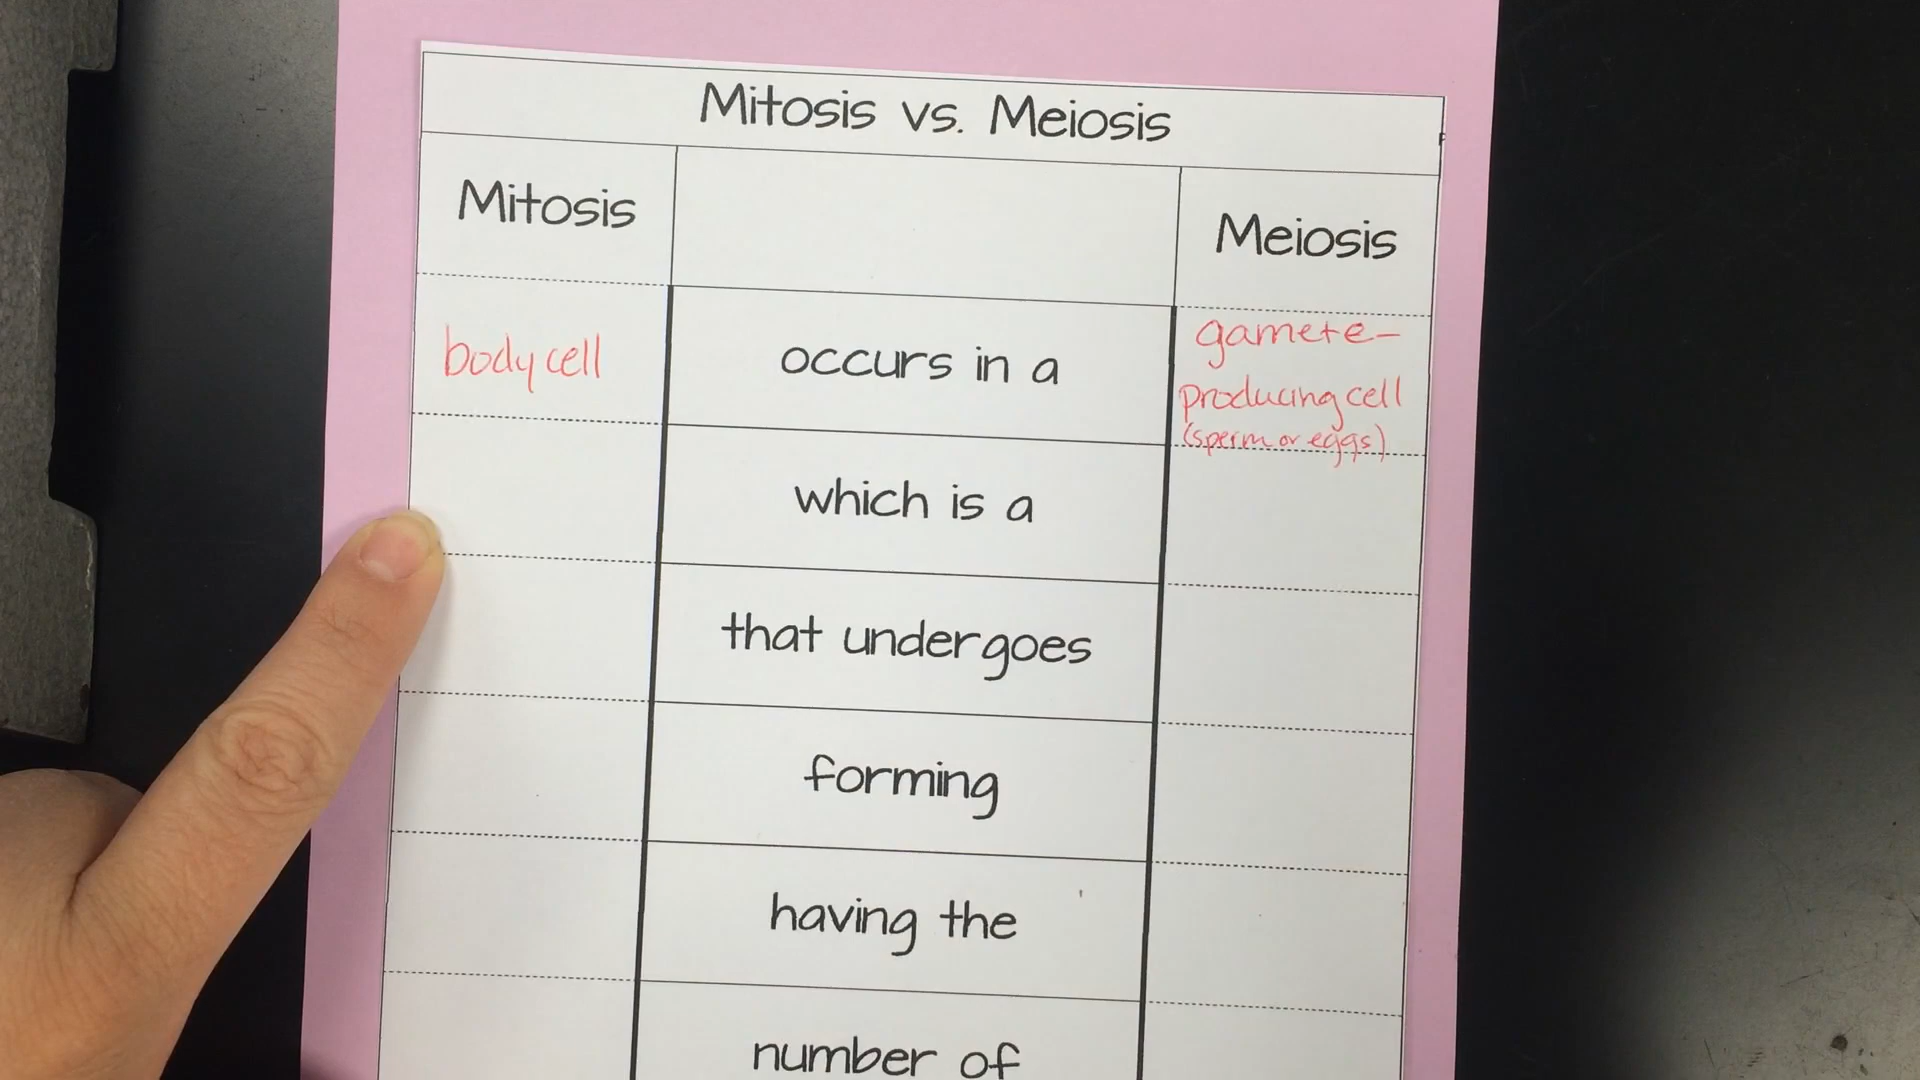 Mitosis vs. Meiosis
Mitosis
Meiosis
body cell
occurs in a
gamete-
producing cell
(sperm or eggs)
which is a
that undergoes
forming
having the
number of